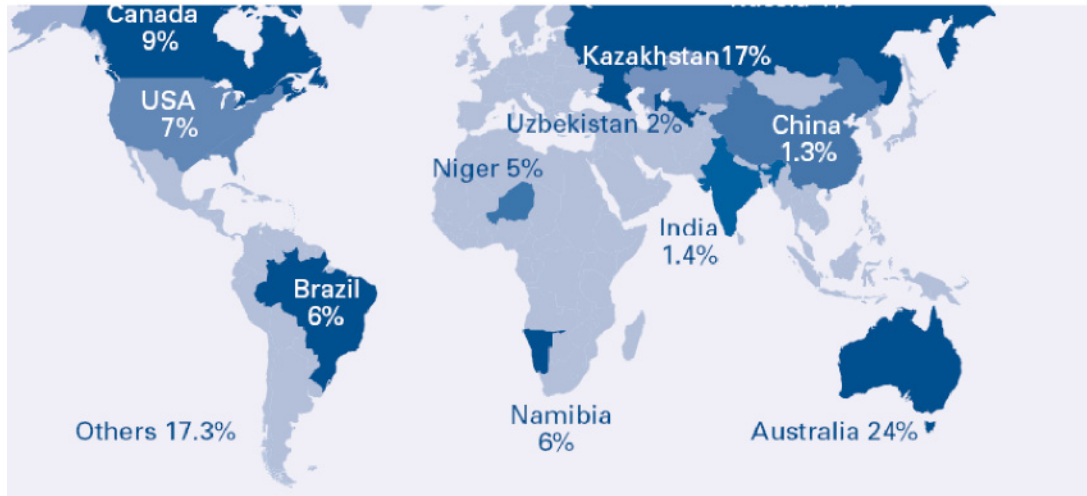 Canada
9%
Kazakhstan17%
USA
7%
Uzbekistan 2%
China
1.3%
Niger 5%
India
1.4%
Brazil
6%
Namibia
6%
Others 17.3%
Australia 24%